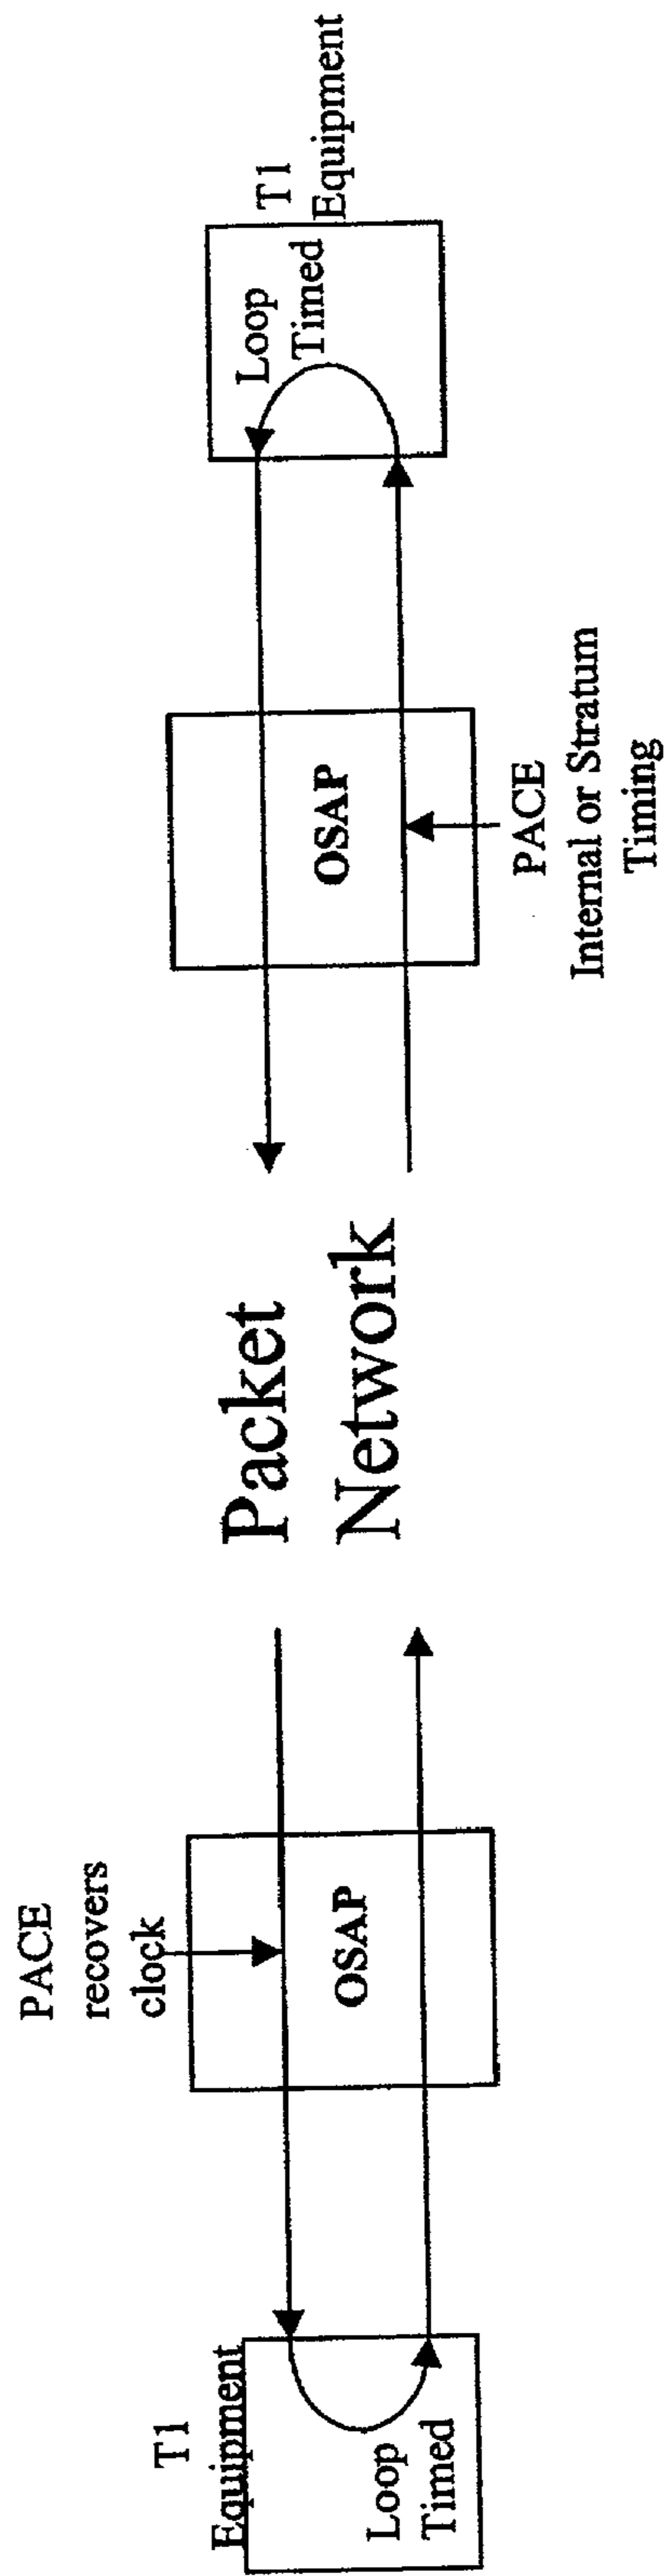 T1
Equipment
Loop
Timed
PACE
recovers
clock
OSAP
Packet
Network
OSAP
PACE
Internal or Stratum
Timing
Loop
Timed
T1
Equipment